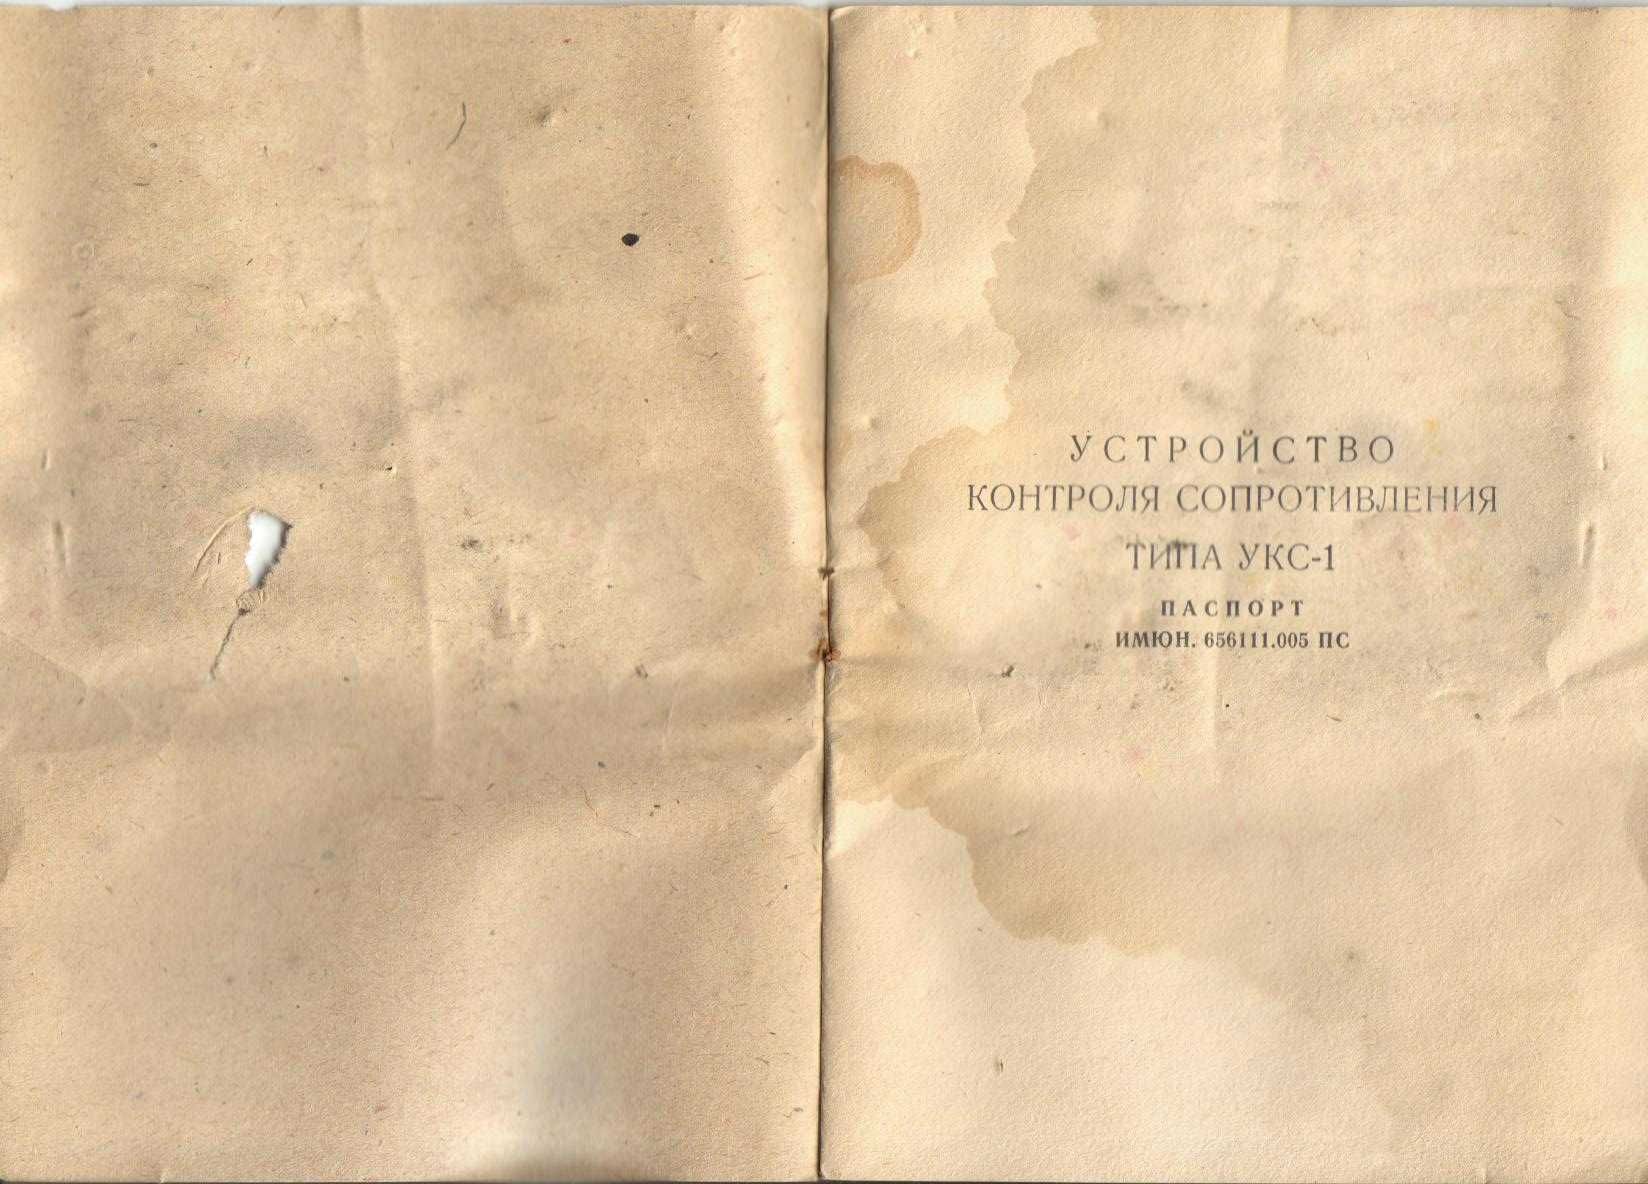 УСТРОЙСТВО
КОНТРОЛЯ СОПРОТИВЛЕНИЯ
ТИПА УКС-1
ПАСПОРТ
ИМЮН. 656111.005 ПС